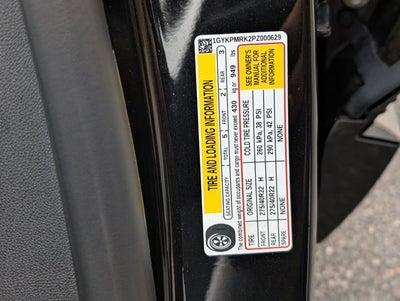 1GYKPMRK2PZ000629
TIRE AND LOADING INFORMATION
SEATING CAPACITY | TOTAL 5 | FRONT 2 | REAR 3
The combined weight of occupants and cargo must never exceed 430 kg or 949 lbs
TIRE ORIGINAL SIZE COLD TIRE PRESSURE
FRONT 275/40R22 H 260 kPa, 38 PSI
REAR 275/40R22 H 290 kPa, 42 PSI
SPARE NONE NONE
SEE OWNER'S
MANUAL FOR
ADDITIONAL
INFORMATION